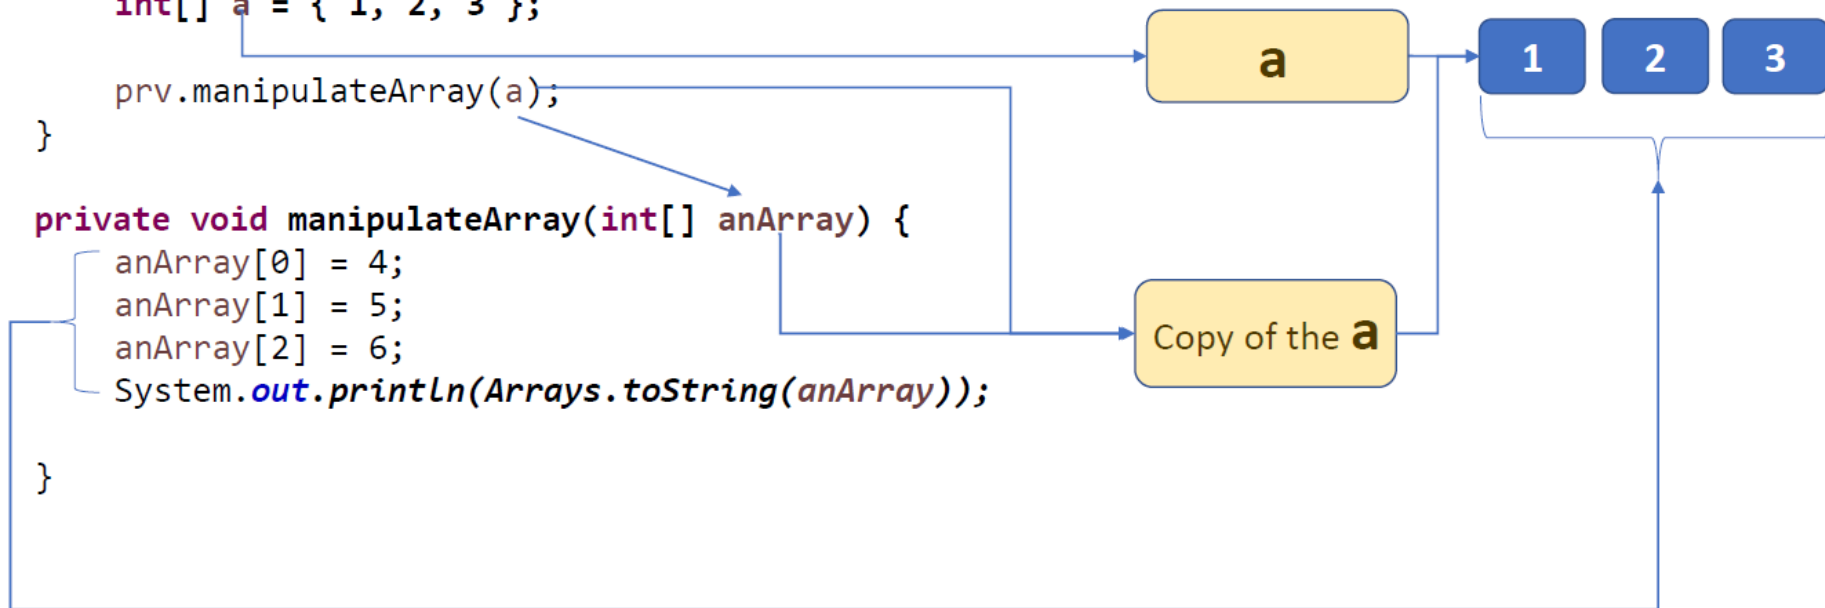 int[] a = { 1, 2, 3 };
a
1 2 3
prv.manipulateArray(a);
}
private void manipulateArray(int[] anArray) {
anArray[0] = 4;
anArray[1] = 5;
anArray[2] = 6;
Copy of the a
System.out.println(Arrays.toString(anArray));
}